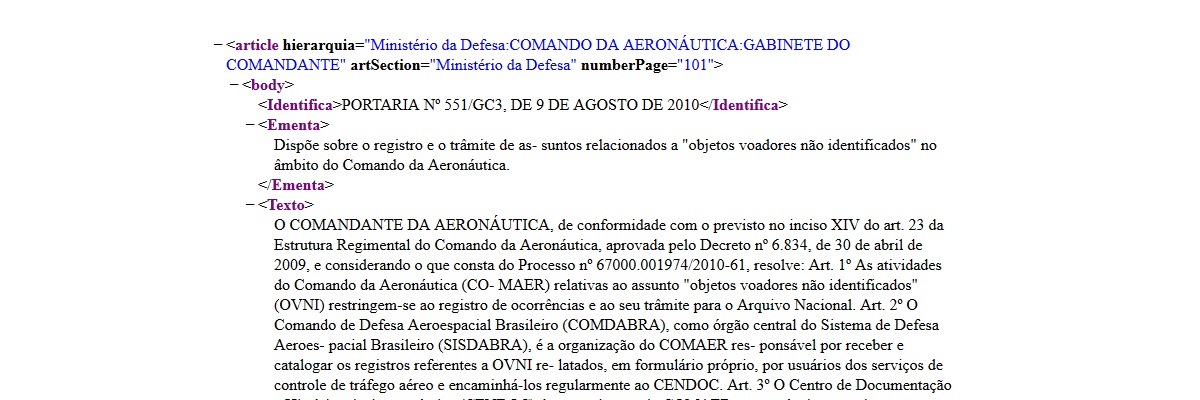 − <article hierarquia="Ministério da Defesa:COMANDO DA AERONÁUTICA:GABINETE DO
COMANDANTE" artSection="Ministério da Defesa" numberPage="101">
− <body>
<Identifica>PORTARIA Nº 551/GC3, DE 9 DE AGOSTO DE 2010</Identifica>
− <Ementa>
Dispõe sobre o registro e o trâmite de as- suntos relacionados a "objetos voadores não identificados" no
âmbito do Comando da Aeronáutica.
</Ementa>
− <Texto>
O COMANDANTE DA AERONÁUTICA, de conformidade com o previsto no inciso XIV do art. 23 da
Estrutura Regimental do Comando da Aeronáutica, aprovada pelo Decreto nº 6.834, de 30 de abril de
2009, e considerando o que consta do Processo nº 67000.001974/2010-61, resolve: Art. 1º As atividades
do Comando da Aeronáutica (CO- MAER) relativas ao assunto "objetos voadores não identificados"
(OVNI) restringem-se ao registro de ocorrências e ao seu trâmite para o Arquivo Nacional. Art. 2º O
Comando de Defesa Aeroespacial Brasileiro (COMDABRA), como órgão central do Sistema de Defesa
Aeroes- pacial Brasileiro (SISDABRA), é a organização do COMAER res- ponsável por receber e
catalogar os registros referentes a OVNI re- latados, em formulário próprio, por usuários dos serviços de
controle de tráfego aéreo e encaminhá-los regularmente ao CENDOC. Art. 3º O Centro de Documentação